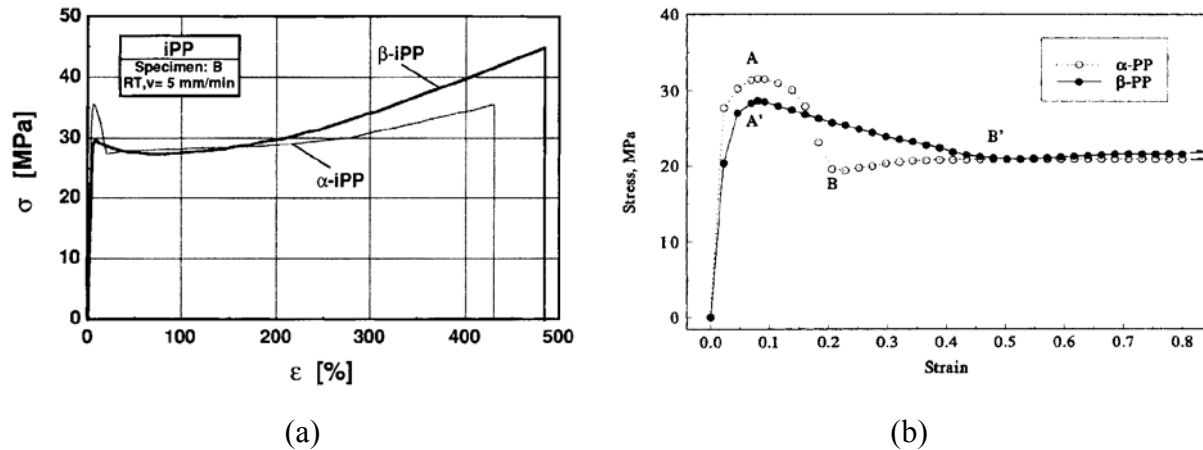 50
40
30
20
10
0
σ [MPa]
iPP
Specimen: B
RT,v= 5 mm/min
β-iPP
α-iPP
0 100 200 300 400 500
ε [%]
(a)
40
30
20
10
0
Stress, MPa
A
A'
B
B'
α-PP
β-PP
0.0 0.1 0.2 0.3 0.4 0.5 0.6 0.7 0.8
Strain
(b)